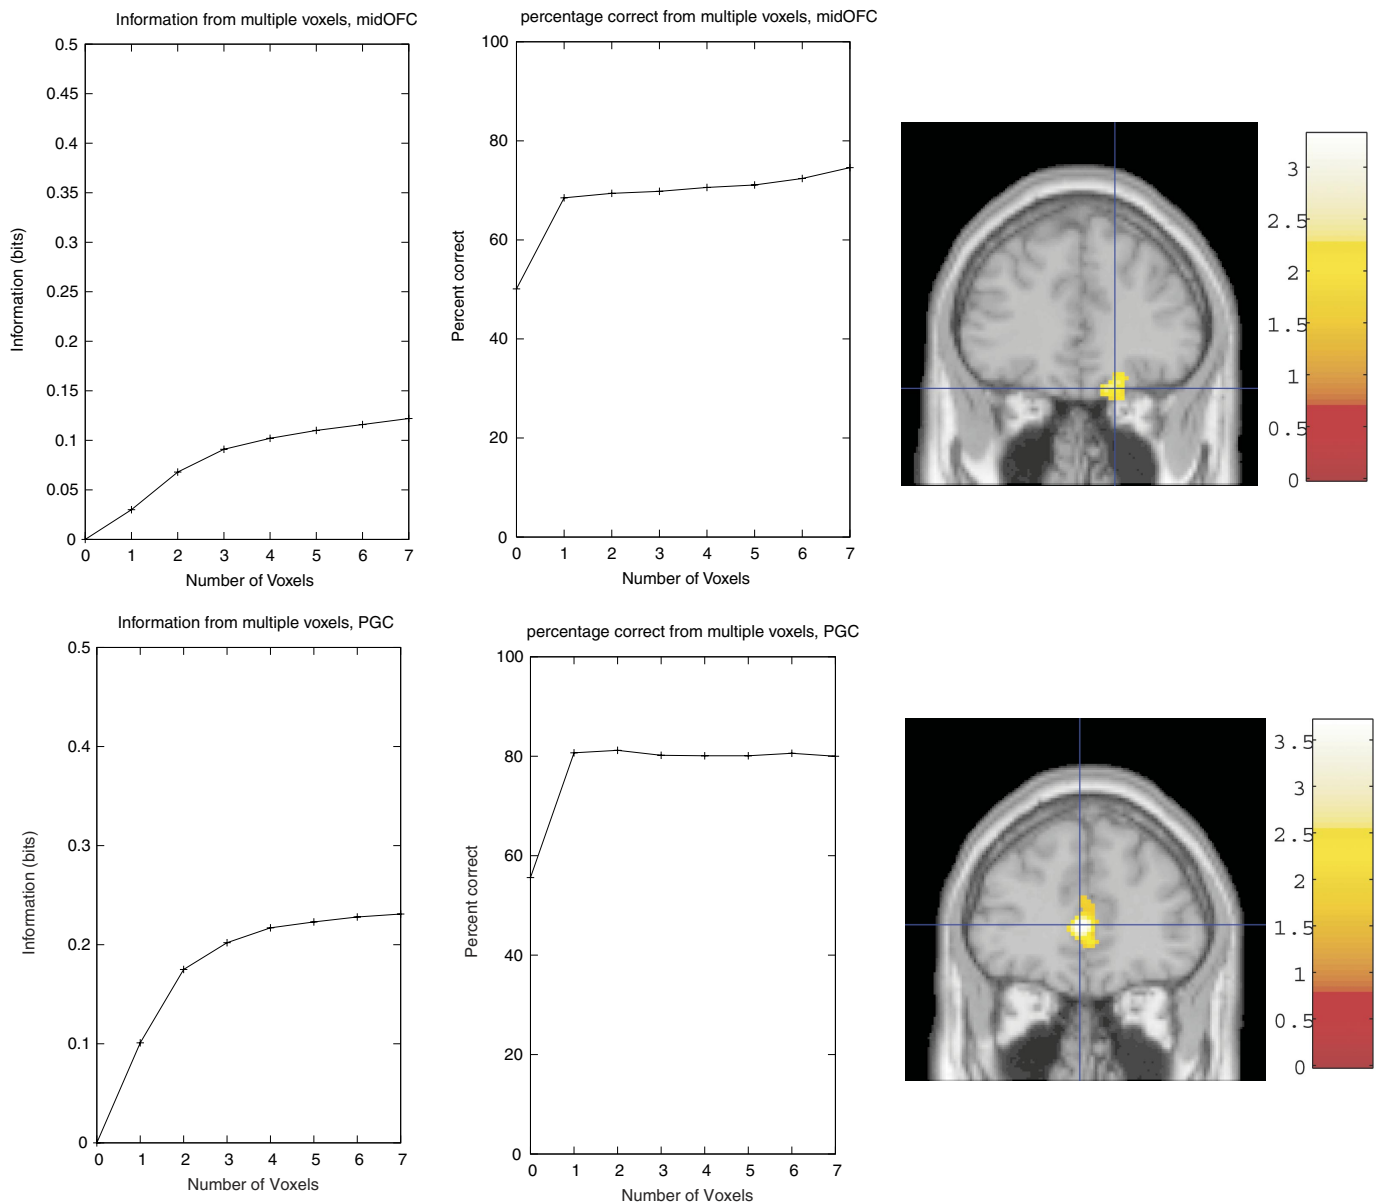 Information from multiple voxels, midOFC
0.5
0.45
0.4
0.35
0.3
0.25
0.2
0.15
0.1
0.05
0
Information (bits)
0 1 2 3 4 5 6 7
Number of Voxels
percentage correct from multiple voxels, midOFC
100
80
60
40
20
0
Percent correct
0 1 2 3 4 5 6 7
Number of Voxels
3
2.5
2
1.5
1
0.5
0
Information from multiple voxels, PGC
0.5
0.4
0.3
0.2
0.1
0
Information (bits)
0 1 2 3 4 5 6 7
Number of Voxels
percentage correct from multiple voxels, PGC
100
80
60
40
20
0
Percent correct
0 1 2 3 4 5 6 7
Number of Voxels
3.5
3
2.5
2
1.5
1
0.5
0